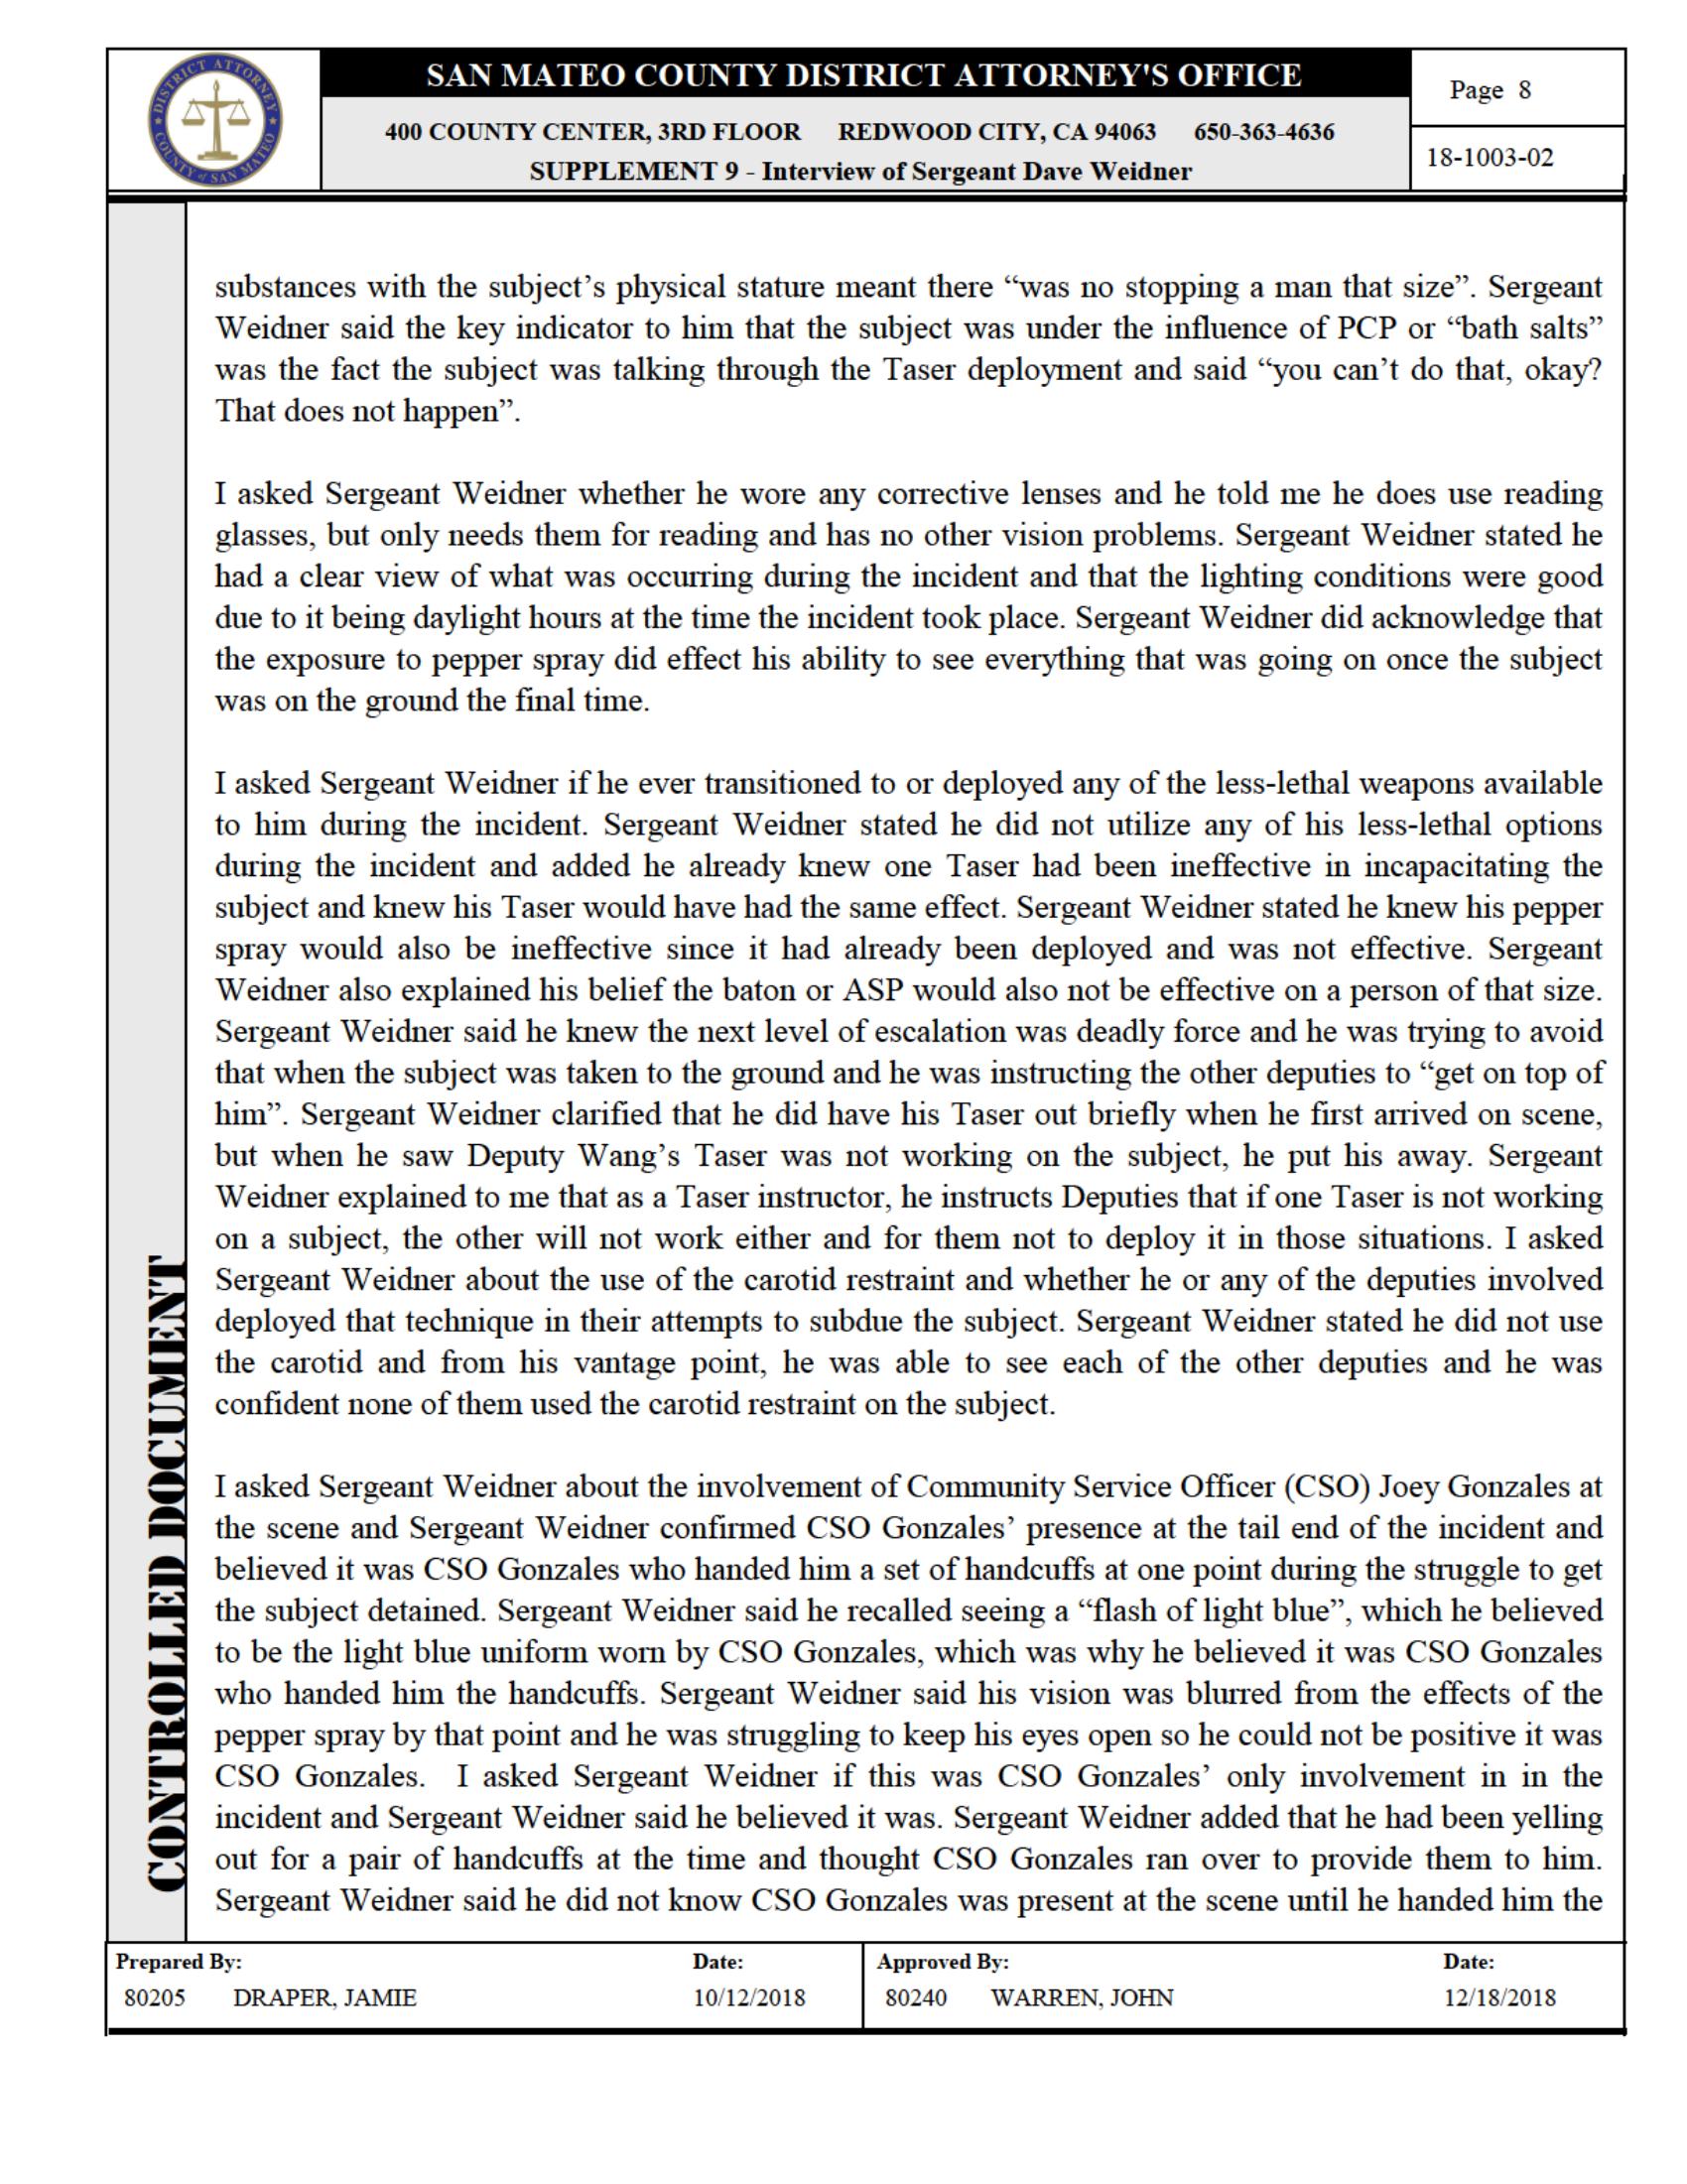 DISTRICT ATTORNEY
COUNTY of SAN MATEO
SAN MATEO COUNTY DISTRICT ATTORNEY'S OFFICE
400 COUNTY CENTER, 3RD FLOOR REDWOOD CITY, CA 94063 650-363-4636
SUPPLEMENT 9 - Interview of Sergeant Dave Weidner
Page 8
18-1003-02
substances with the subject’s physical stature meant there “was no stopping a man that size”. Sergeant
Weidner said the key indicator to him that the subject was under the influence of PCP or “bath salts”
was the fact the subject was talking through the Taser deployment and said “you can’t do that, okay?
That does not happen”.
I asked Sergeant Weidner whether he wore any corrective lenses and he told me he does use reading
glasses, but only needs them for reading and has no other vision problems. Sergeant Weidner stated he
had a clear view of what was occurring during the incident and that the lighting conditions were good
due to it being daylight hours at the time the incident took place. Sergeant Weidner did acknowledge that
the exposure to pepper spray did effect his ability to see everything that was going on once the subject
was on the ground the final time.
I asked Sergeant Weidner if he ever transitioned to or deployed any of the less-lethal weapons available
to him during the incident. Sergeant Weidner stated he did not utilize any of his less-lethal options
during the incident and added he already knew one Taser had been ineffective in incapacitating the
subject and knew his Taser would have had the same effect. Sergeant Weidner stated he knew his pepper
spray would also be ineffective since it had already been deployed and was not effective. Sergeant
Weidner also explained his belief the baton or ASP would also not be effective on a person of that size.
Sergeant Weidner said he knew the next level of escalation was deadly force and he was trying to avoid
that when the subject was taken to the ground and he was instructing the other deputies to “get on top of
him”. Sergeant Weidner clarified that he did have his Taser out briefly when he first arrived on scene,
but when he saw Deputy Wang’s Taser was not working on the subject, he put his away. Sergeant
Weidner explained to me that as a Taser instructor, he instructs Deputies that if one Taser is not working
on a subject, the other will not work either and for them not to deploy it in those situations. I asked
Sergeant Weidner about the use of the carotid restraint and whether he or any of the deputies involved
deployed that technique in their attempts to subdue the subject. Sergeant Weidner stated he did not use
the carotid and from his vantage point, he was able to see each of the other deputies and he was
confident none of them used the carotid restraint on the subject.
I asked Sergeant Weidner about the involvement of Community Service Officer (CSO) Joey Gonzales at
the scene and Sergeant Weidner confirmed CSO Gonzales’ presence at the tail end of the incident and
believed it was CSO Gonzales who handed him a set of handcuffs at one point during the struggle to get
the subject detained. Sergeant Weidner said he recalled seeing a “flash of light blue”, which he believed
to be the light blue uniform worn by CSO Gonzales, which was why he believed it was CSO Gonzales
who handed him the handcuffs. Sergeant Weidner said his vision was blurred from the effects of the
pepper spray by that point and he was struggling to keep his eyes open so he could not be positive it was
CSO Gonzales. I asked Sergeant Weidner if this was CSO Gonzales’ only involvement in in the
incident and Sergeant Weidner said he believed it was. Sergeant Weidner added that he had been yelling
out for a pair of handcuffs at the time and thought CSO Gonzales ran over to provide them to him.
Sergeant Weidner said he did not know CSO Gonzales was present at the scene until he handed him the
CONTROLLED DOCUMENT
Prepared By: Date: Approved By: Date:
80205 DRAPER, JAMIE 10/12/2018 80240 WARREN, JOHN 12/18/2018